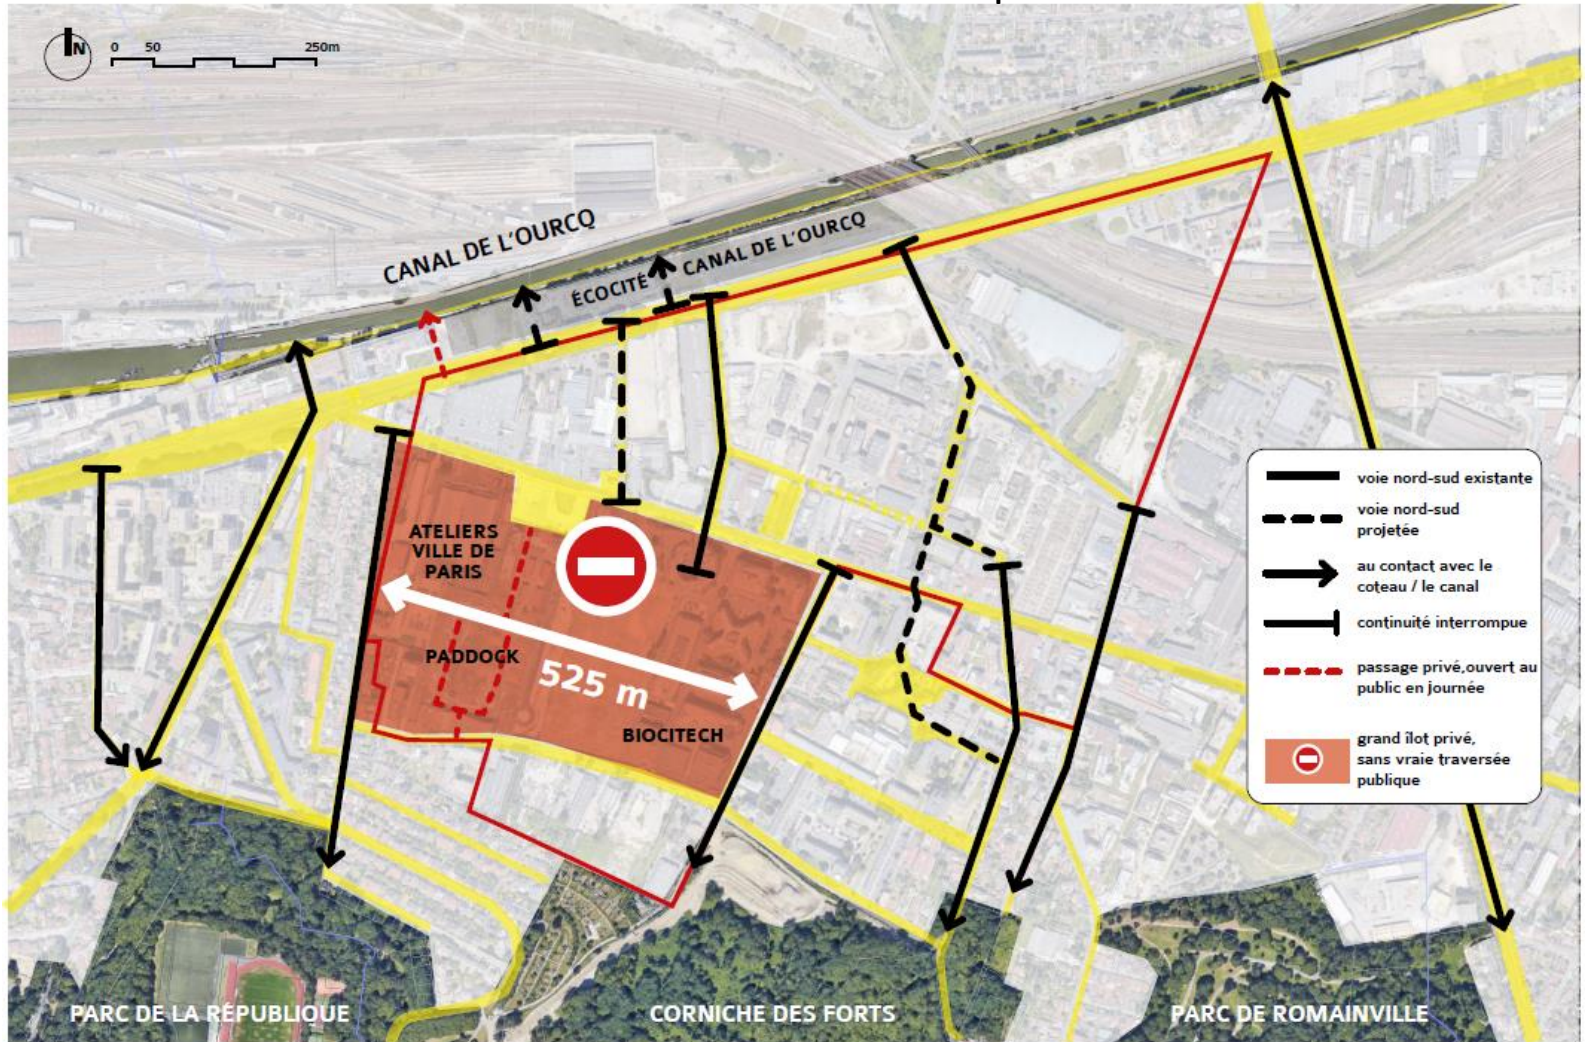 N
0 50 250m
CANAL DE L'OURCQ
ÉCOCITÉ
CANAL DE L'OURCQ
ATELIERS
VILLE DE
PARIS
PADDOCK
525 m
BIOCITECH
voie nord-sud existante
voie nord-sud
projetée
au contact avec le
coteau / le canal
continuité interrompue
passage privé,ouvert au
public en journée
grand îlot privé,
sans vraie traversée
publique
PARC DE LA RÉPUBLIQUE
CORNICHE DES FORTS
PARC DE ROMAINVILLE